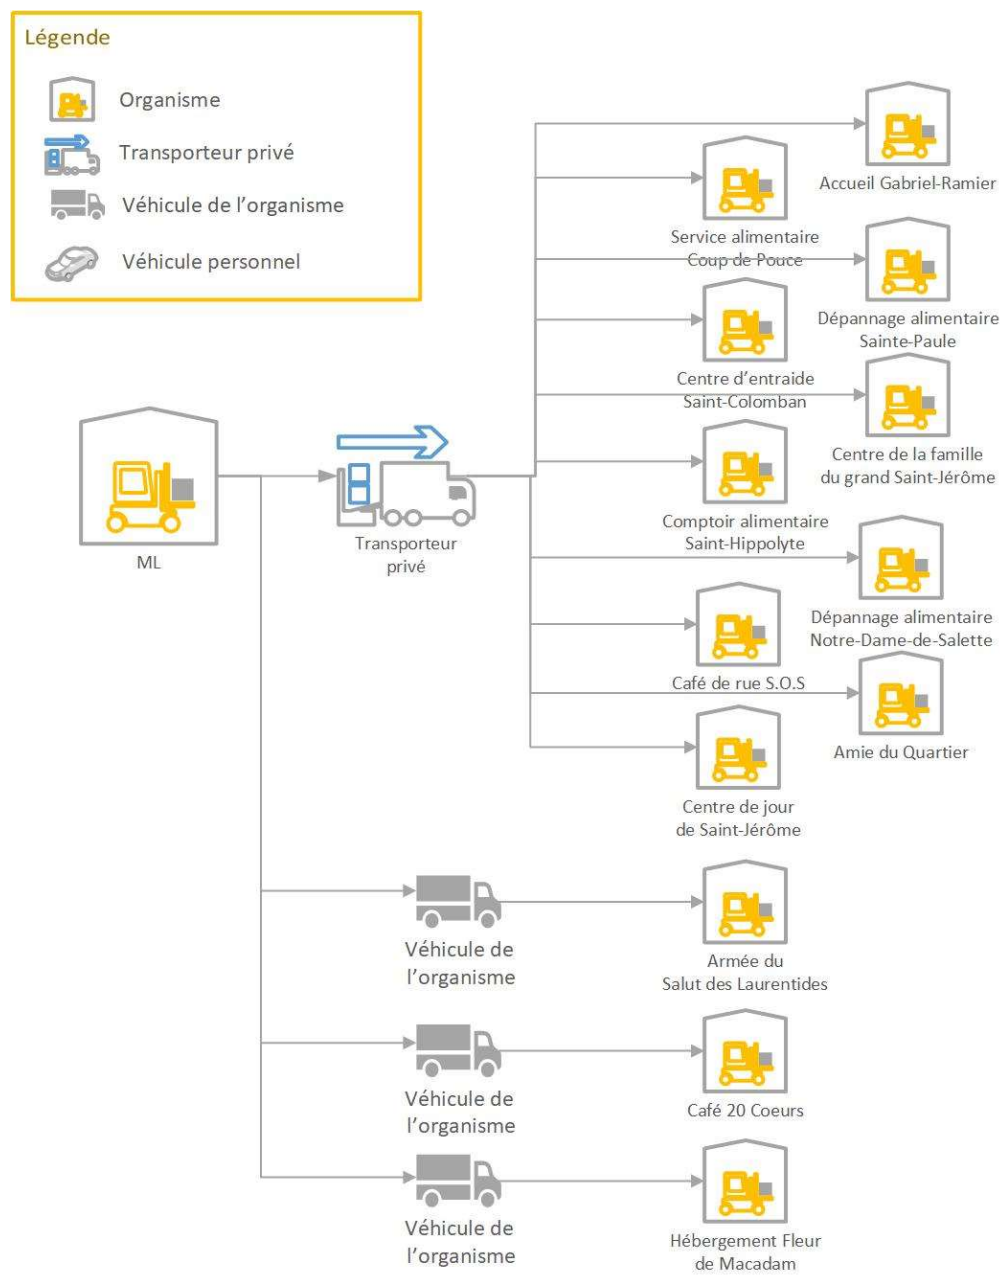 Légende
Organisme
Transporteur privé
Véhicule de l'organisme
Véhicule personnel
Accueil Gabriel-Ramier
Service alimentaire
Coup de Pouce
Dépannage alimentaire
Sainte-Paule
Centre d'entraide
Saint-Colomban
Centre de la famille
du grand Saint-Jérôme
Comptoir alimentaire
Saint-Hippolyte
ML
Transporteur
privé
Dépannage alimentaire
Notre-Dame-de-Salette
Café de rue S.O.S
Amie du Quartier
Centre de jour
de Saint-Jérôme
Véhicule de
l'organisme
Armée du
Salut des Laurentides
Véhicule de
l'organisme
Café 20 Coeurs
Véhicule de
l'organisme
Hébergement Fleur
de Macadam